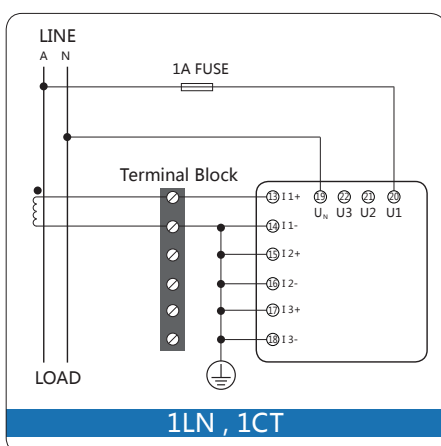 LINE
A N
1A FUSE
Terminal Block
13 I1+ 19 22 21 20
UN U3 U2 U1
14 I1-
15 I2+
16 I2-
17 I3+
18 I3-
LOAD
1LN , 1CT